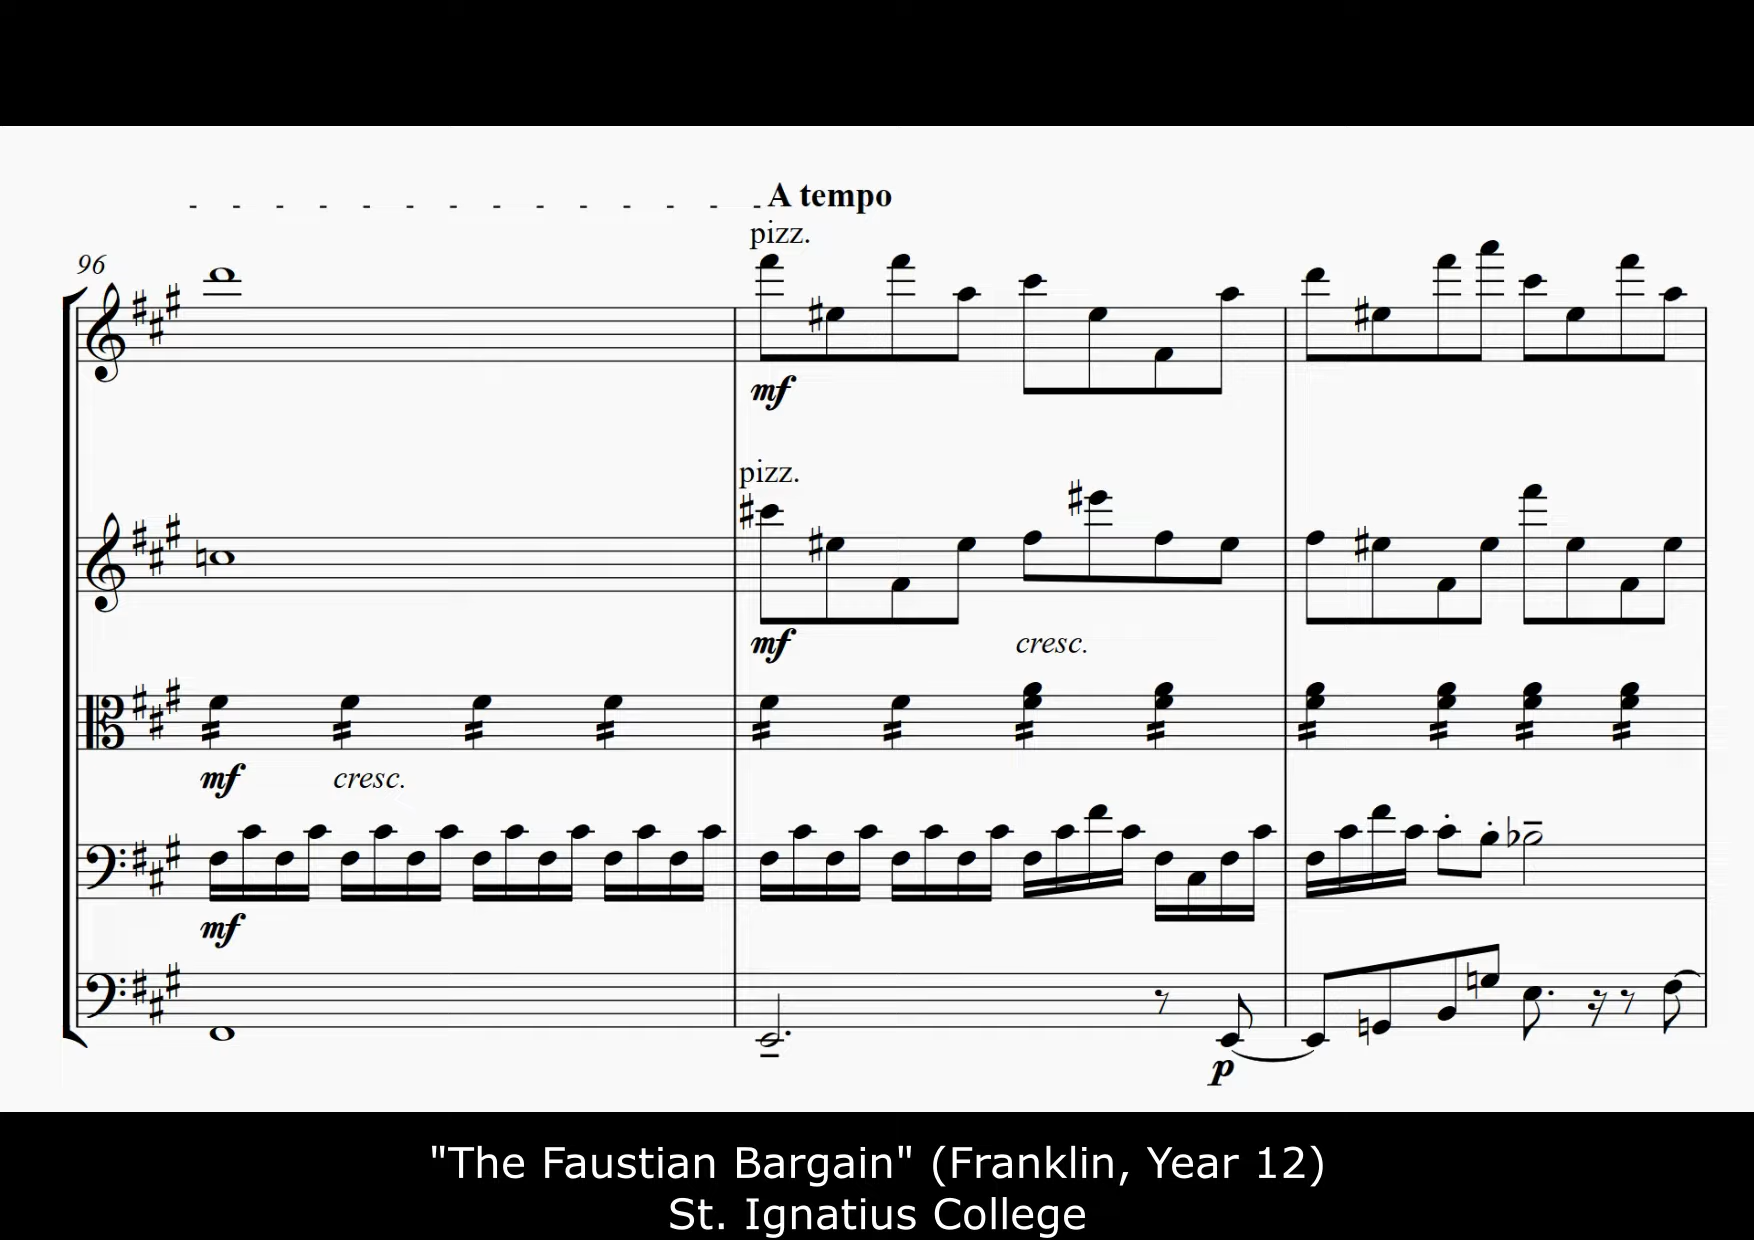 A tempo
pizz.
96
mf
pizz.
mf
cresc.
mf
cresc.
mf
p
"The Faustian Bargain" (Franklin, Year 12)
St. Ignatius College